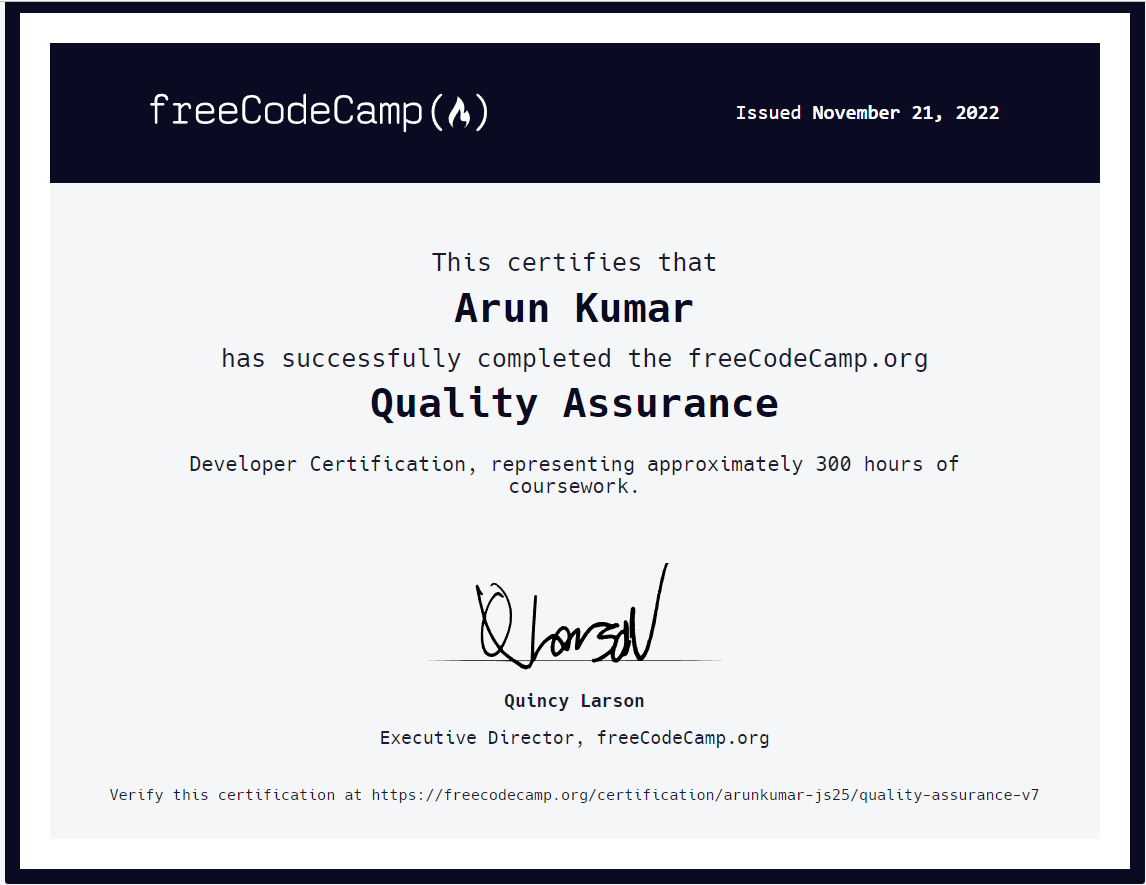 freeCodeCamp(🔥)
Issued November 21, 2022
This certifies that
Arun Kumar
has successfully completed the freeCodeCamp.org
Quality Assurance
Developer Certification, representing approximately 300 hours of
coursework.
Q Larson
Quincy Larson
Executive Director, freeCodeCamp.org
Verify this certification at https://freecodecamp.org/certification/arunkumar-js25/quality-assurance-v7